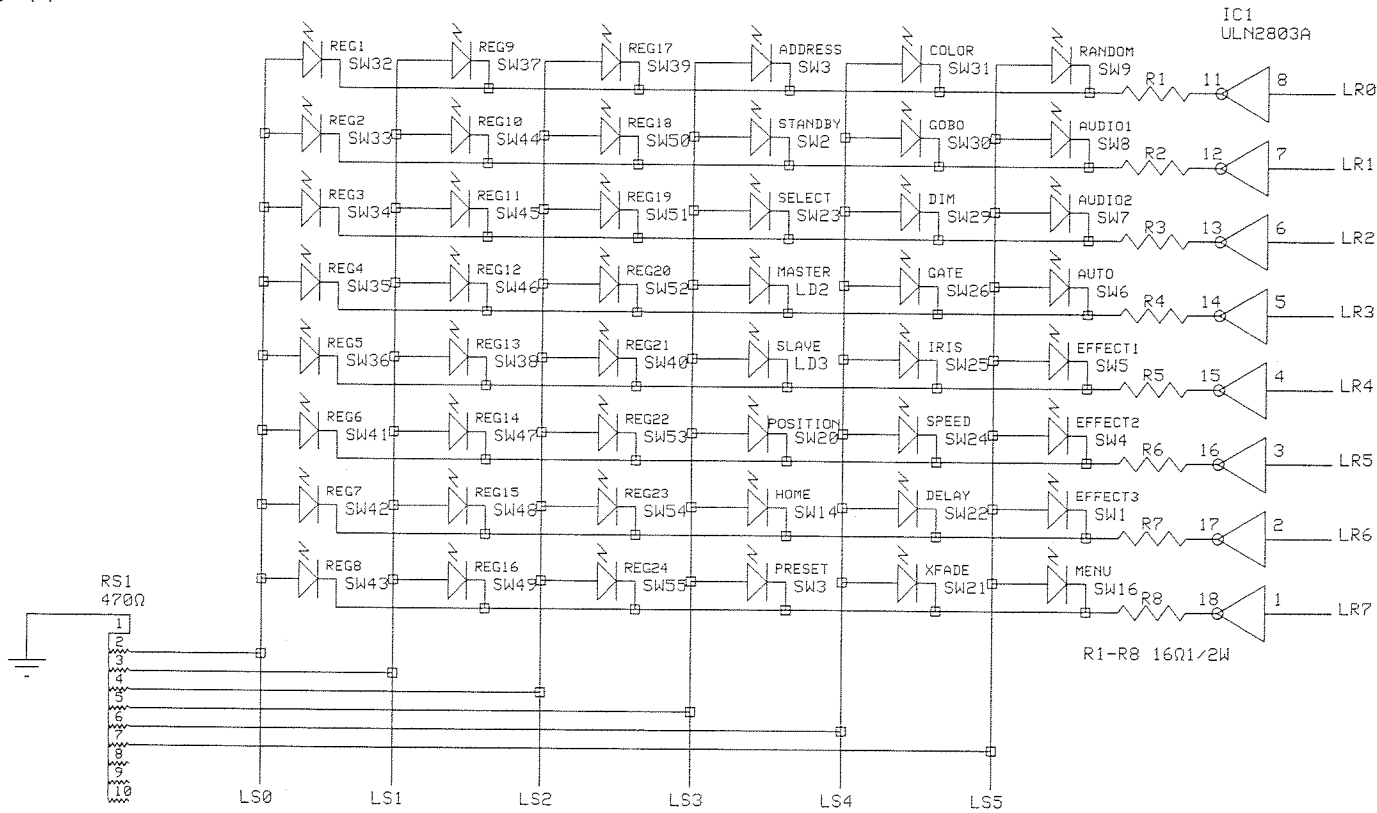 IC1
ULN2803A
REG1 REG9 REG17 ADDRESS COLOR RANDOM
SW32 SW37 SW39 SW3 SW31 SW9 R1 11 8 LR0
REG2 REG10 REG18 STANDBY GOBO AUDIO1
SW33 SW44 SW50 SW2 SW30 SW8 R2 12 7 LR1
REG3 REG11 REG19 SELECT DIM AUDIO2
SW34 SW45 SW51 SW23 SW29 SW7 R3 13 6 LR2
REG4 REG12 REG20 MASTER GATE AUTO
SW35 SW46 SW52 LD2 SW26 SW6 R4 14 5 LR3
REG5 REG13 REG21 SLAVE IRIS EFFECT1
SW36 SW38 SW40 LD3 SW25 SW5 R5 15 4 LR4
REG6 REG14 REG22 POSITION SPEED EFFECT2
SW41 SW47 SW53 SW20 SW24 SW4 R6 16 3 LR5
REG7 REG15 REG23 HOME DELAY EFFECT3
SW42 SW48 SW54 SW14 SW22 SW1 R7 17 2 LR6
REG8 REG16 REG24 PRESET XFADE MENU
SW43 SW49 SW55 SW3 SW21 SW16 R8 18 1 LR7
RS1
470Ω
1
2
3
4
5
6
7
8
9
10
R1-R8 16Ω1/2W
LS0 LS1 LS2 LS3 LS4 LS5